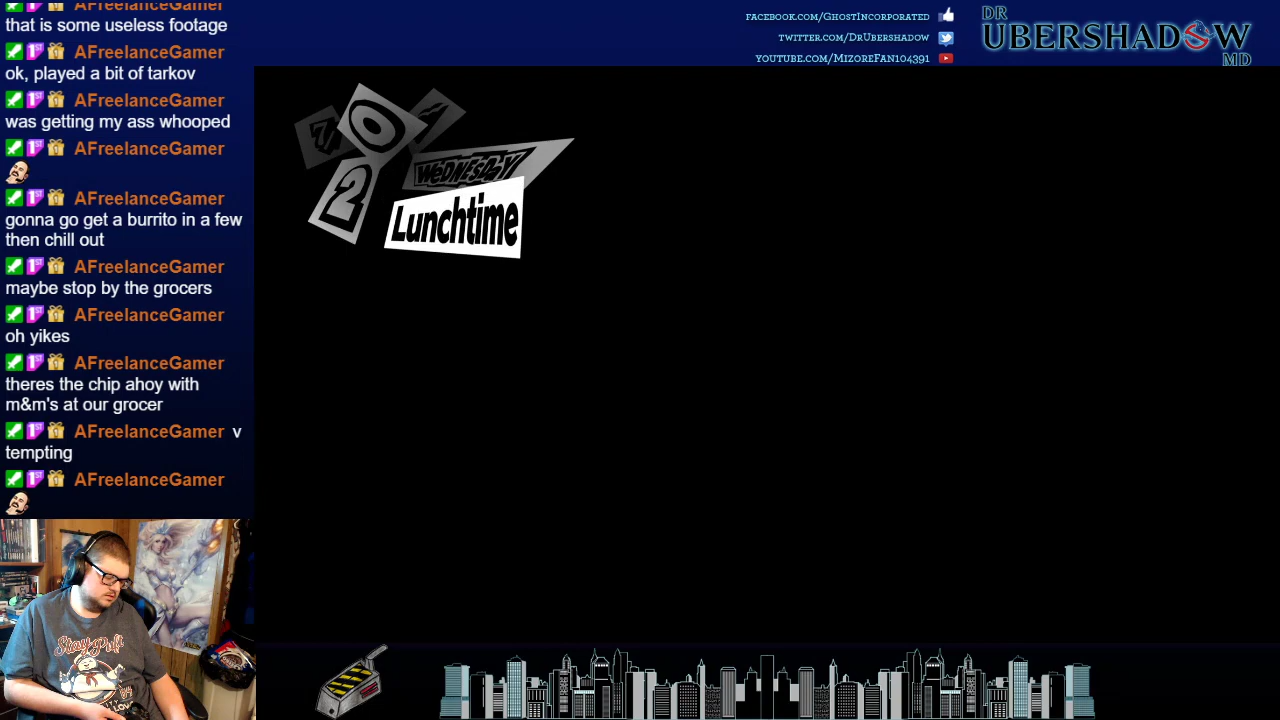 that is some useless footage
AFreelanceGamer
ok, played a bit of tarkov
AFreelanceGamer
was getting my ass whooped
AFreelanceGamer
AFreelanceGamer
gonna go get a burrito in a few
then chill out
AFreelanceGamer
maybe stop by the grocers
AFreelanceGamer
oh yikes
AFreelanceGamer
theres the chip ahoy with
m&m's at our grocer
AFreelanceGamer v
tempting
AFreelanceGamer
facebook.com/GhostIncorporated
twitter.com/DrUbershadow
youtube.com/MizoreFan104391
DR
UBERSHADOW
MD
7
0
2
WEDNESDAY
Lunchtime
Stay Puft